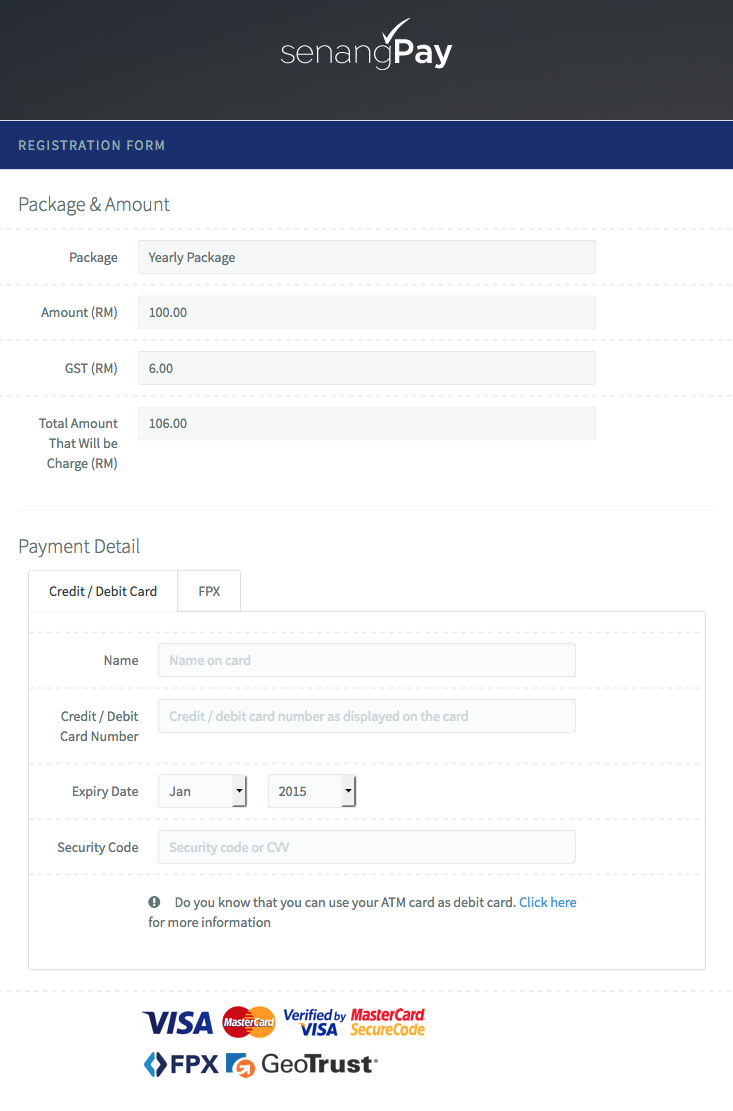 senangPay
REGISTRATION FORM
Package & Amount
Package
Yearly Package
Amount (RM)
100.00
GST (RM)
6.00
Total Amount
That Will be
Charge (RM)
106.00
Payment Detail
Credit / Debit Card
FPX
Name
Name on card
Credit / Debit
Card Number
Credit / debit card number as displayed on the card
Expiry Date
Jan
2015
Security Code
Security code or CVV
Do you know that you can use your ATM card as debit card. Click here
for more information
VISA
MasterCard
Verified by
VISA
MasterCard
SecureCode
FPX
GeoTrust